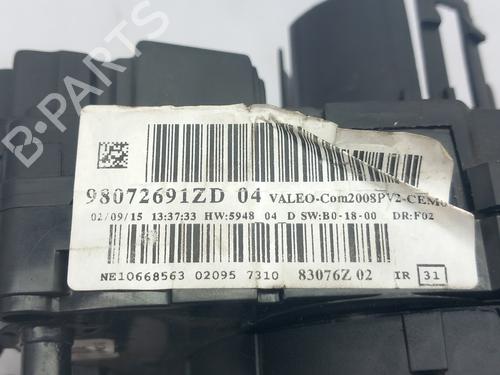 98072691ZD 04 VALEO-Com2008PV2-CEM0
02/09/15 13:37:33 HW:5948 04 D SW:B0-18-00 DR:F02
NE10668563 02095 7310 83076Z 02 IR 31
B-PARTS